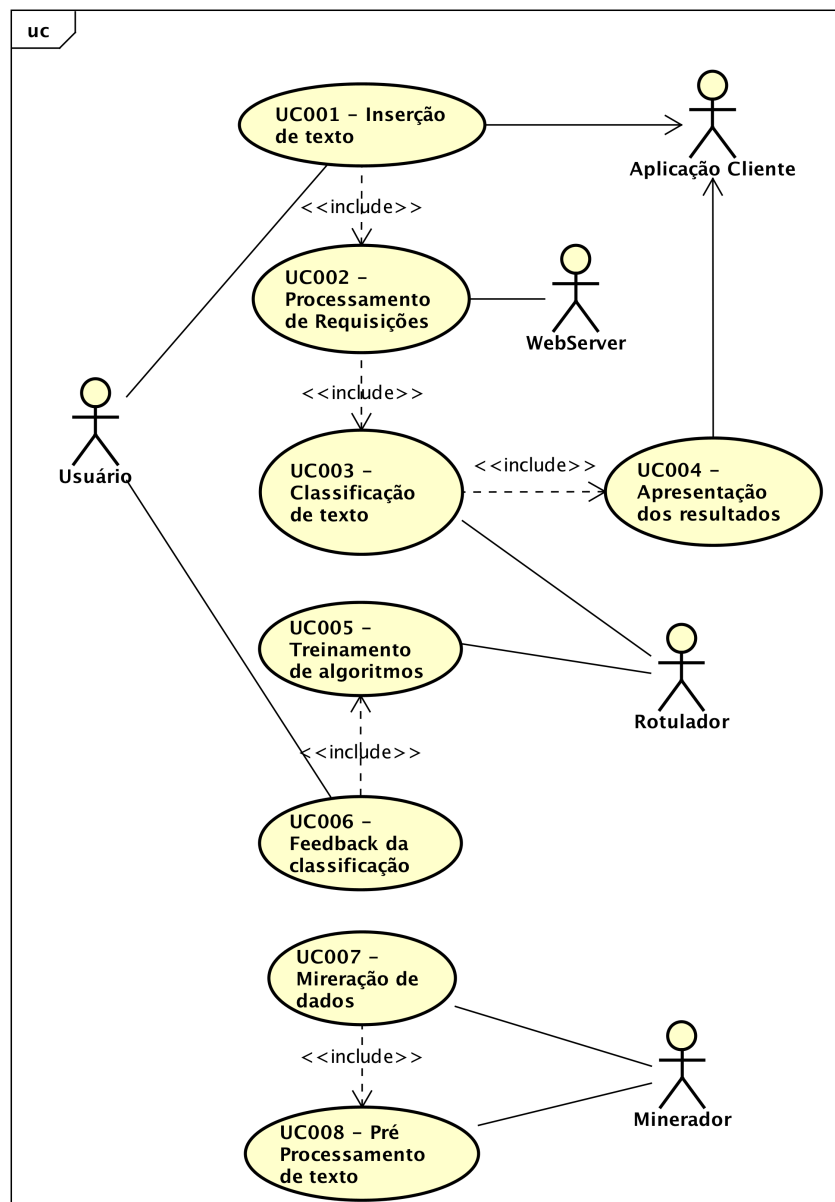 uc
UC001 – Inserção
de texto
Aplicação Cliente
<<include>>
UC002 –
Processamento
de Requisições
WebServer
<<include>>
Usuário
UC003 –
Classificação
de texto
<<include>>
UC004 –
Apresentação
dos resultados
UC005 –
Treinamento
de algoritmos
Rotulador
<<include>>
UC006 –
Feedback da
classificação
UC007 –
Mireração de
dados
<<include>>
Minerador
UC008 – Pré
Processamento
de texto